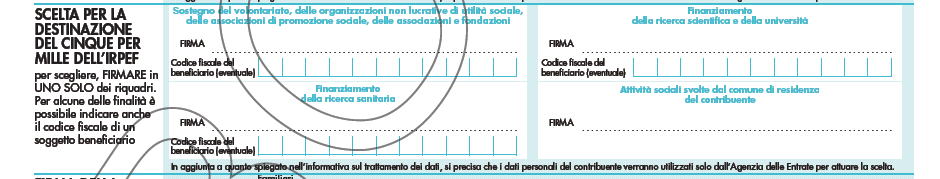 SCELTA PER LA
DESTINAZIONE
DEL CINQUE PER
MILLE DELL'IRPEF
per scegliere, FIRMARE in
UNO SOLO dei riquadri.
Per alcune delle finalità è
possibile indicare anche
il codice fiscale di un
soggetto beneficiario
Sostegno del volontariato, delle organizzazioni non lucrative di utilità sociale,
delle associazioni di promozione sociale, delle associazioni e fondazioni
FIRMA
Codice fiscale del
beneficiario (eventuale)
Finanziamento
della ricerca scientifica e della università
FIRMA
Codice fiscale del
beneficiario (eventuale)
Finanziamento
della ricerca sanitaria
FIRMA
Codice fiscale del
beneficiario (eventuale)
Attività sociali svolte dal comune di residenza
del contribuente
FIRMA
In aggiunta a quanto spiegato nell'informativa sul trattamento dei dati, si precisa che i dati personali del contribuente verranno utilizzati solo dall'Agenzia delle Entrate per attuare la scelta.
familiari